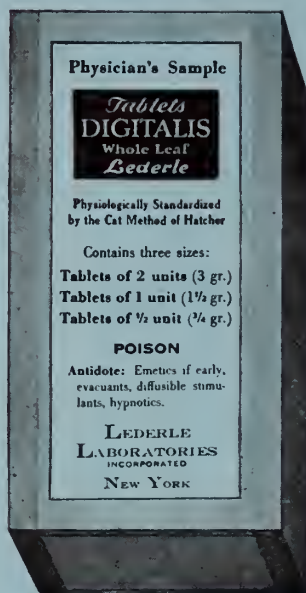 Physician's Sample
Tablets
DIGITALIS
Whole Leaf
Lederle
Physiologically Standardized
by the Cat Method of Hatcher
Contains three sizes:
Tablets of 2 units (3 gr.)
Tablets of 1 unit (1½ gr.)
Tablets of ½ unit (¾ gr.)
POISON
Antidote: Emetics if early,
evacuants, diffusible stimu-
lants, hypnotics.
LEDERLE
LABORATORIES
INCORPORATED
NEW YORK